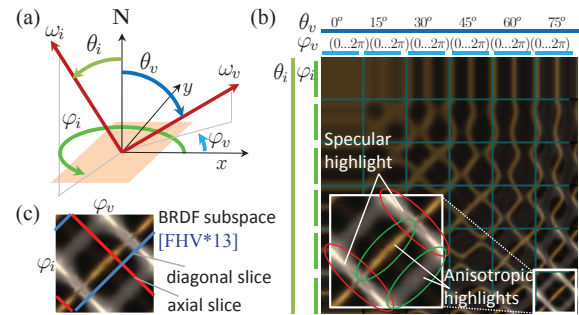 (a)
N
ω_i
θ_i
θ_v
ω_v
y
φ_i
φ_v
x
(c)
φ_v
φ_i
BRDF subspace
[FHV*13]
diagonal slice
axial slice
(b)
θ_v 0° 15° 30° 45° 60° 75°
φ_v (0...2π)(0...2π)(0...2π)(0...2π)(0...2π)(0...2π)
θ_i φ_i
Specular
highlight
Anisotropic
highlights